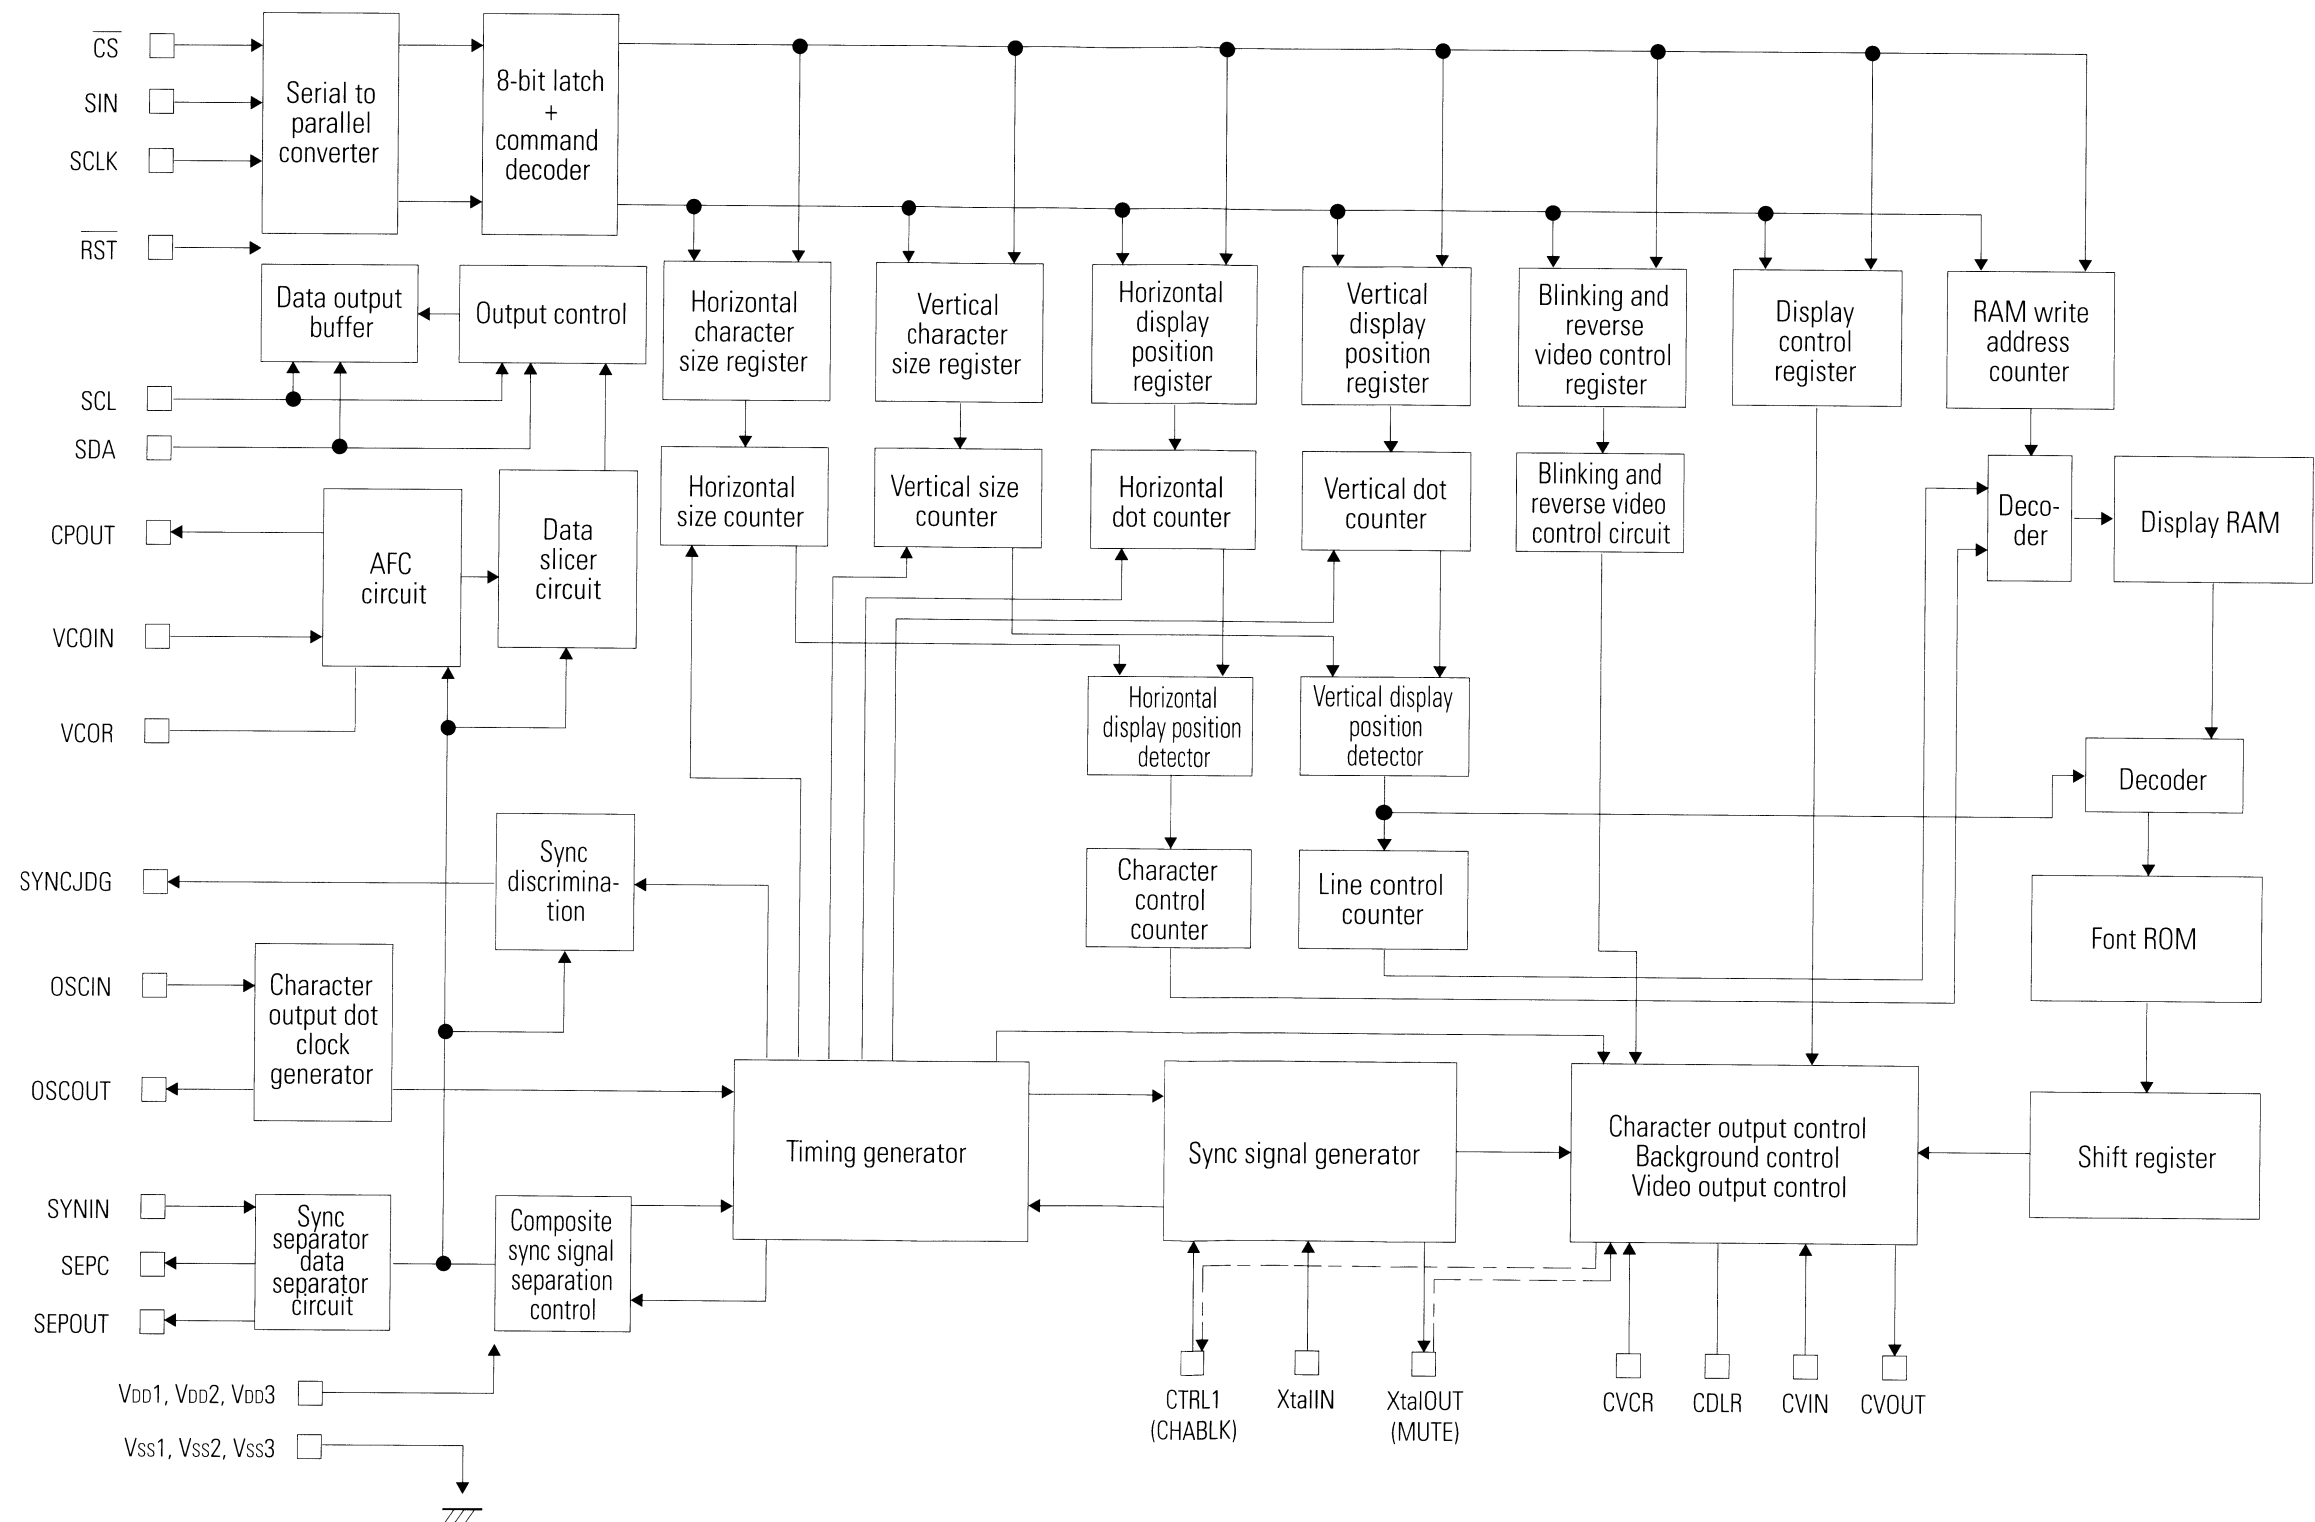 CS
SIN
SCLK
RST
Serial to
parallel
converter
8-bit latch
+
command
decoder
Data output
buffer
Output control
SCL
SDA
Horizontal
character
size register
Vertical
character
size register
Horizontal
display
position
register
Vertical
display
position
register
Blinking and
reverse
video control
register
Display
control
register
RAM write
address
counter
CPOUT
VCOIN
VCOR
AFC
circuit
Data
slicer
circuit
Horizontal
size counter
Vertical size
counter
Horizontal
dot counter
Vertical dot
counter
Blinking and
reverse video
control circuit
Deco-
der
Display RAM
Horizontal
display position
detector
Vertical display
position
detector
Decoder
SYNCJDG
Sync
discrimina-
tion
Character
control
counter
Line control
counter
Font ROM
OSCIN
OSCOUT
Character
output dot
clock
generator
Timing generator
Sync signal generator
Character output control
Background control
Video output control
Shift register
SYNIN
SEPC
SEPOUT
Sync
separator
data
separator
circuit
Composite
sync signal
separation
control
VDD1, VDD2, VDD3
VSS1, VSS2, VSS3
CTRL1
(CHABLK)
XtalIN
XtalOUT
(MUTE)
CVCR
CDLR
CVIN
CVOUT